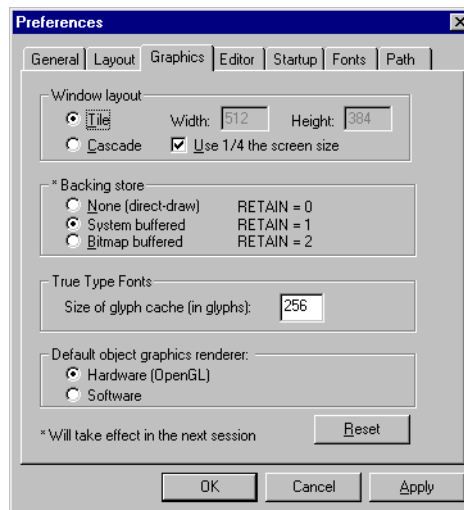 Preferences
General Layout Graphics Editor Startup Fonts Path
Window layout
Tile Width: 512 Height: 384
Cascade Use 1/4 the screen size
* Backing store
None (direct-draw) RETAIN = 0
System buffered RETAIN = 1
Bitmap buffered RETAIN = 2
True Type Fonts
Size of glyph cache (in glyphs): 256
Default object graphics renderer:
Hardware (OpenGL)
Software
* Will take effect in the next session Reset
OK Cancel Apply